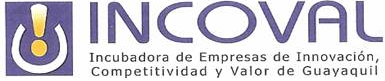 INCOVAL
Incubadora de Empresas de Innovación,
Competitividad y Valor de Guayaquil